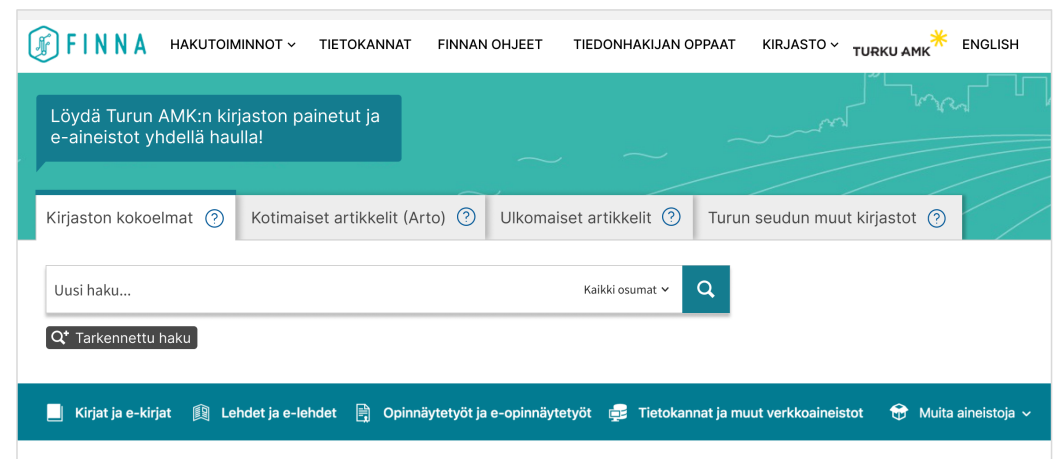 FINNA HAKUTOIMINNOT TIETOKANNAT FINNAN OHJEET TIEDONHAKIJAN OPPAAT KIRJASTO TURKU AMK ENGLISH
Löydä Turun AMK:n kirjaston painetut ja
e-aineistot yhdellä haulla!
Kirjaston kokoelmat ? Kotimaiset artikkelit (Arto) ? Ulkomaiset artikkelit ? Turun seudun muut kirjastot ?
Uusi haku... Kaikki osumat
Tarkennettu haku
Kirjat ja e-kirjat Lehdet ja e-lehdet Opinnäytetyöt ja e-opinnäytetyöt Tietokannat ja muut verkkoaineistot Muita aineistoja